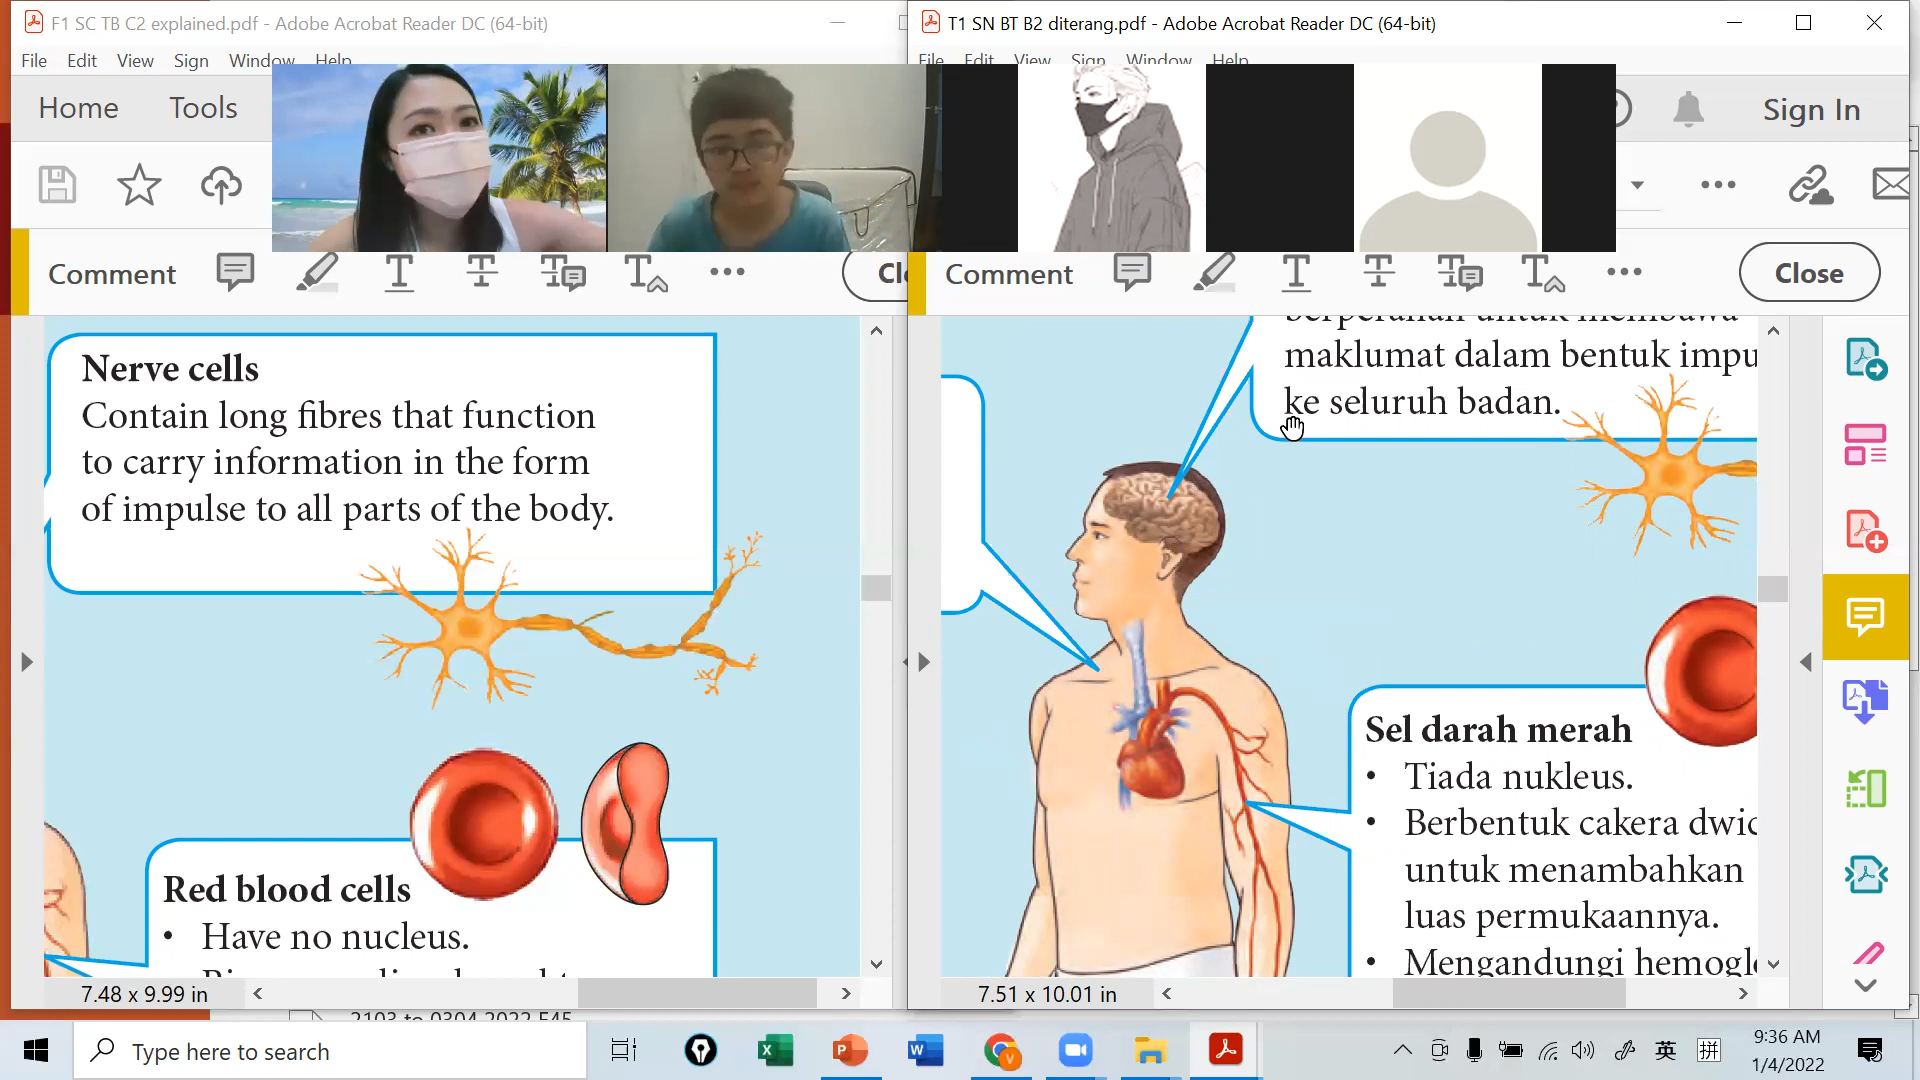 F1 SC TB C2 explained.pdf - Adobe Acrobat Reader DC (64-bit)
File Edit View Sign Window Help
Home Tools
Comment
Nerve cells
Contain long fibres that function
to carry information in the form
of impulse to all parts of the body.
Red blood cells
• Have no nucleus.
7.48 x 9.99 in
T1 SN BT B2 diterang.pdf - Adobe Acrobat Reader DC (64-bit)
File Edit View Sign Window Help
Sign In
Comment
Close
berperanan untuk membawa
maklumat dalam bentuk impu
ke seluruh badan.
Sel darah merah
• Tiada nukleus.
• Berbentuk cakera dwic
untuk menambahkan
luas permukaannya.
• Mengandungi hemogl
7.51 x 10.01 in
Type here to search
英
拼
9:36 AM
1/4/2022